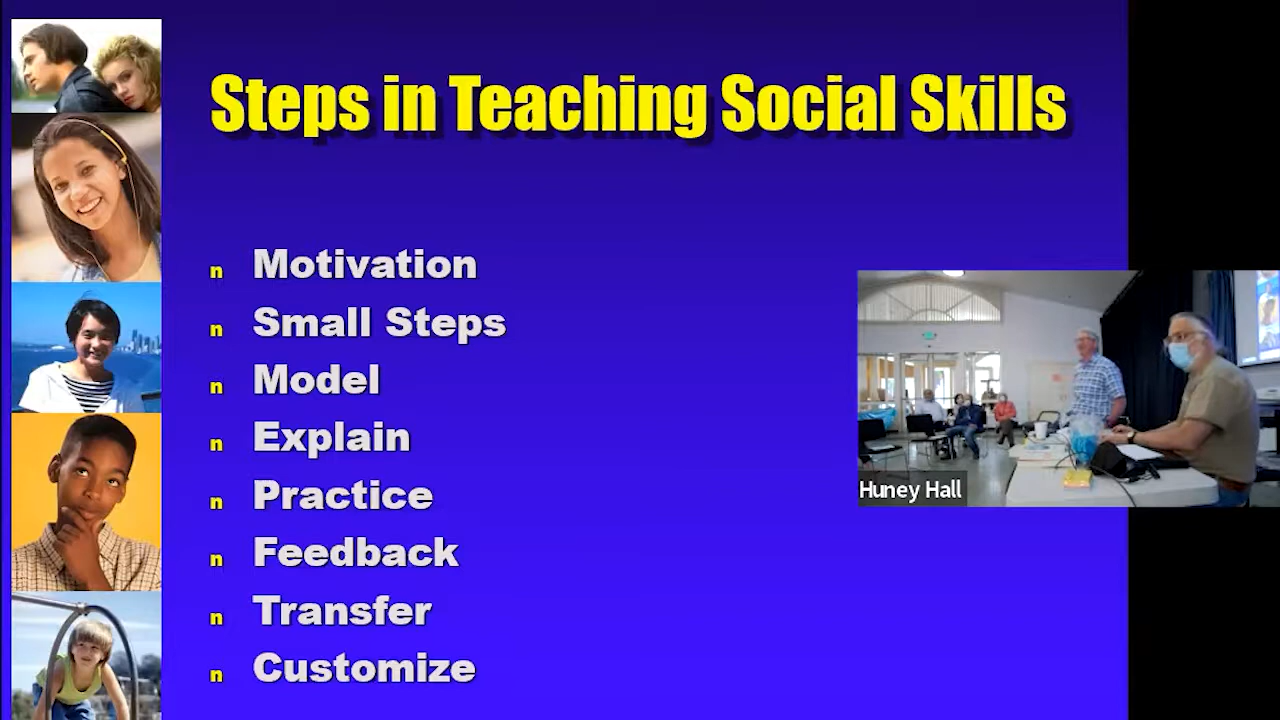 Steps in Teaching Social Skills
n Motivation
n Small Steps
n Model
n Explain
n Practice
n Feedback
n Transfer
n Customize
Huney Hall